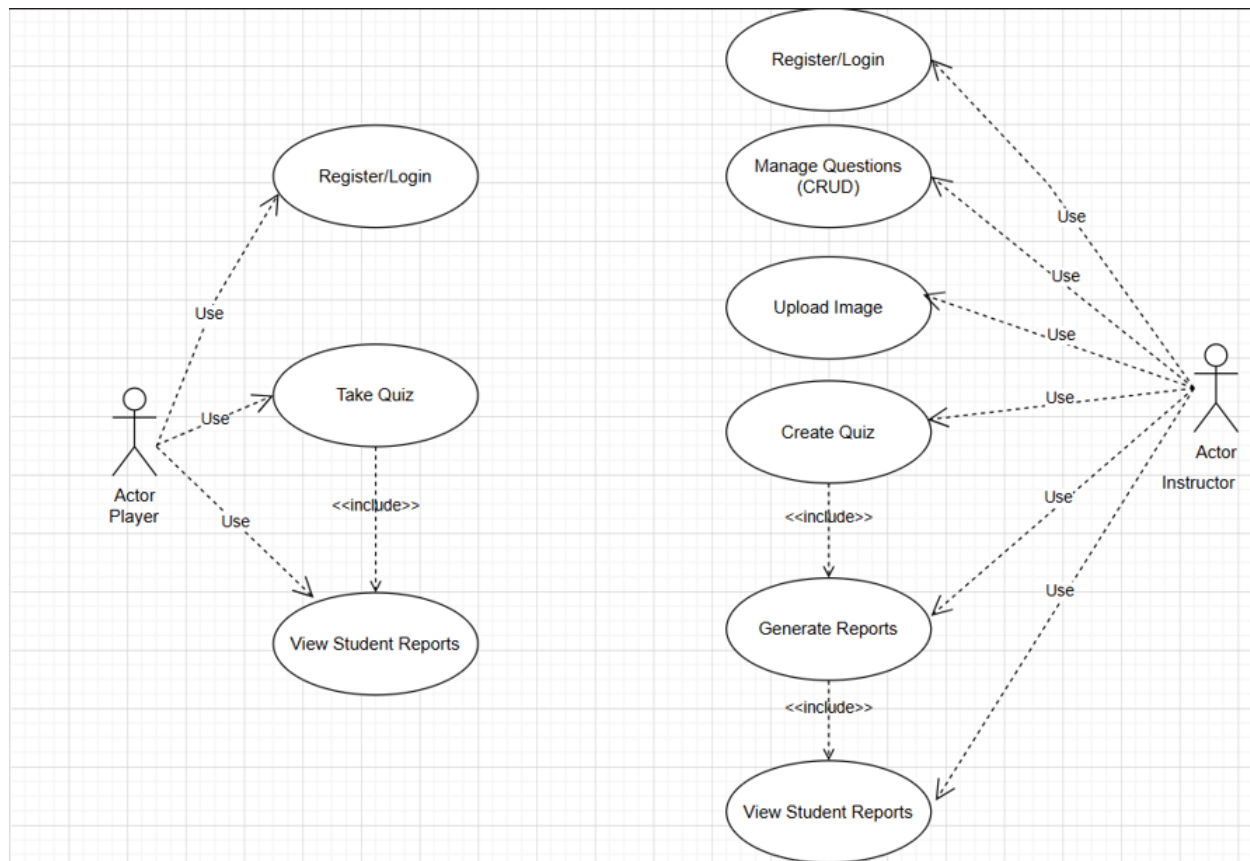 Register/Login
Register/Login
Manage Questions
(CRUD)
Use
Use
Upload Image
Use
Use
Take Quiz
Use
Use
Create Quiz
Actor
Player
Actor
Instructor
<<include>>
Use
Use
<<include>>
Use
View Student Reports
Generate Reports
<<include>>
View Student Reports